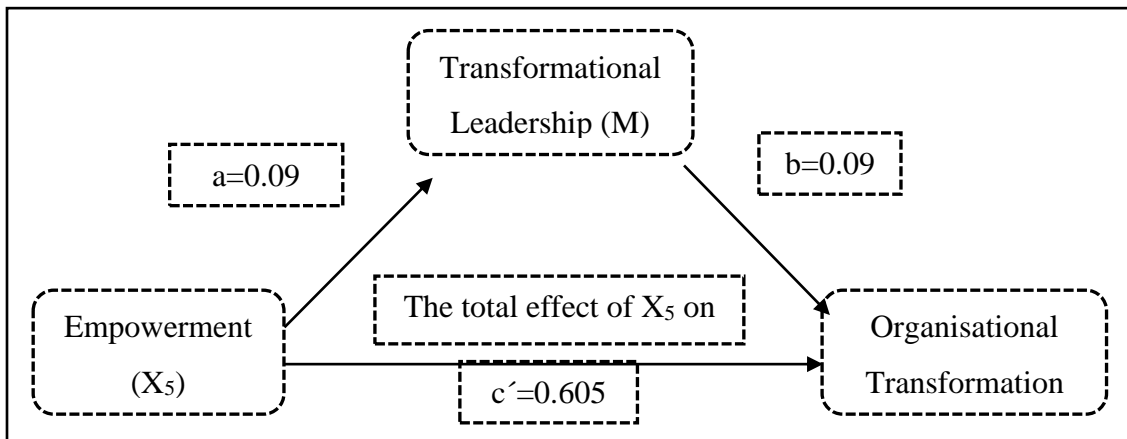 Transformational
Leadership (M)
a=0.09
b=0.09
The total effect of X₅ on
Empowerment
(X₅)
c´=0.605
Organisational
Transformation